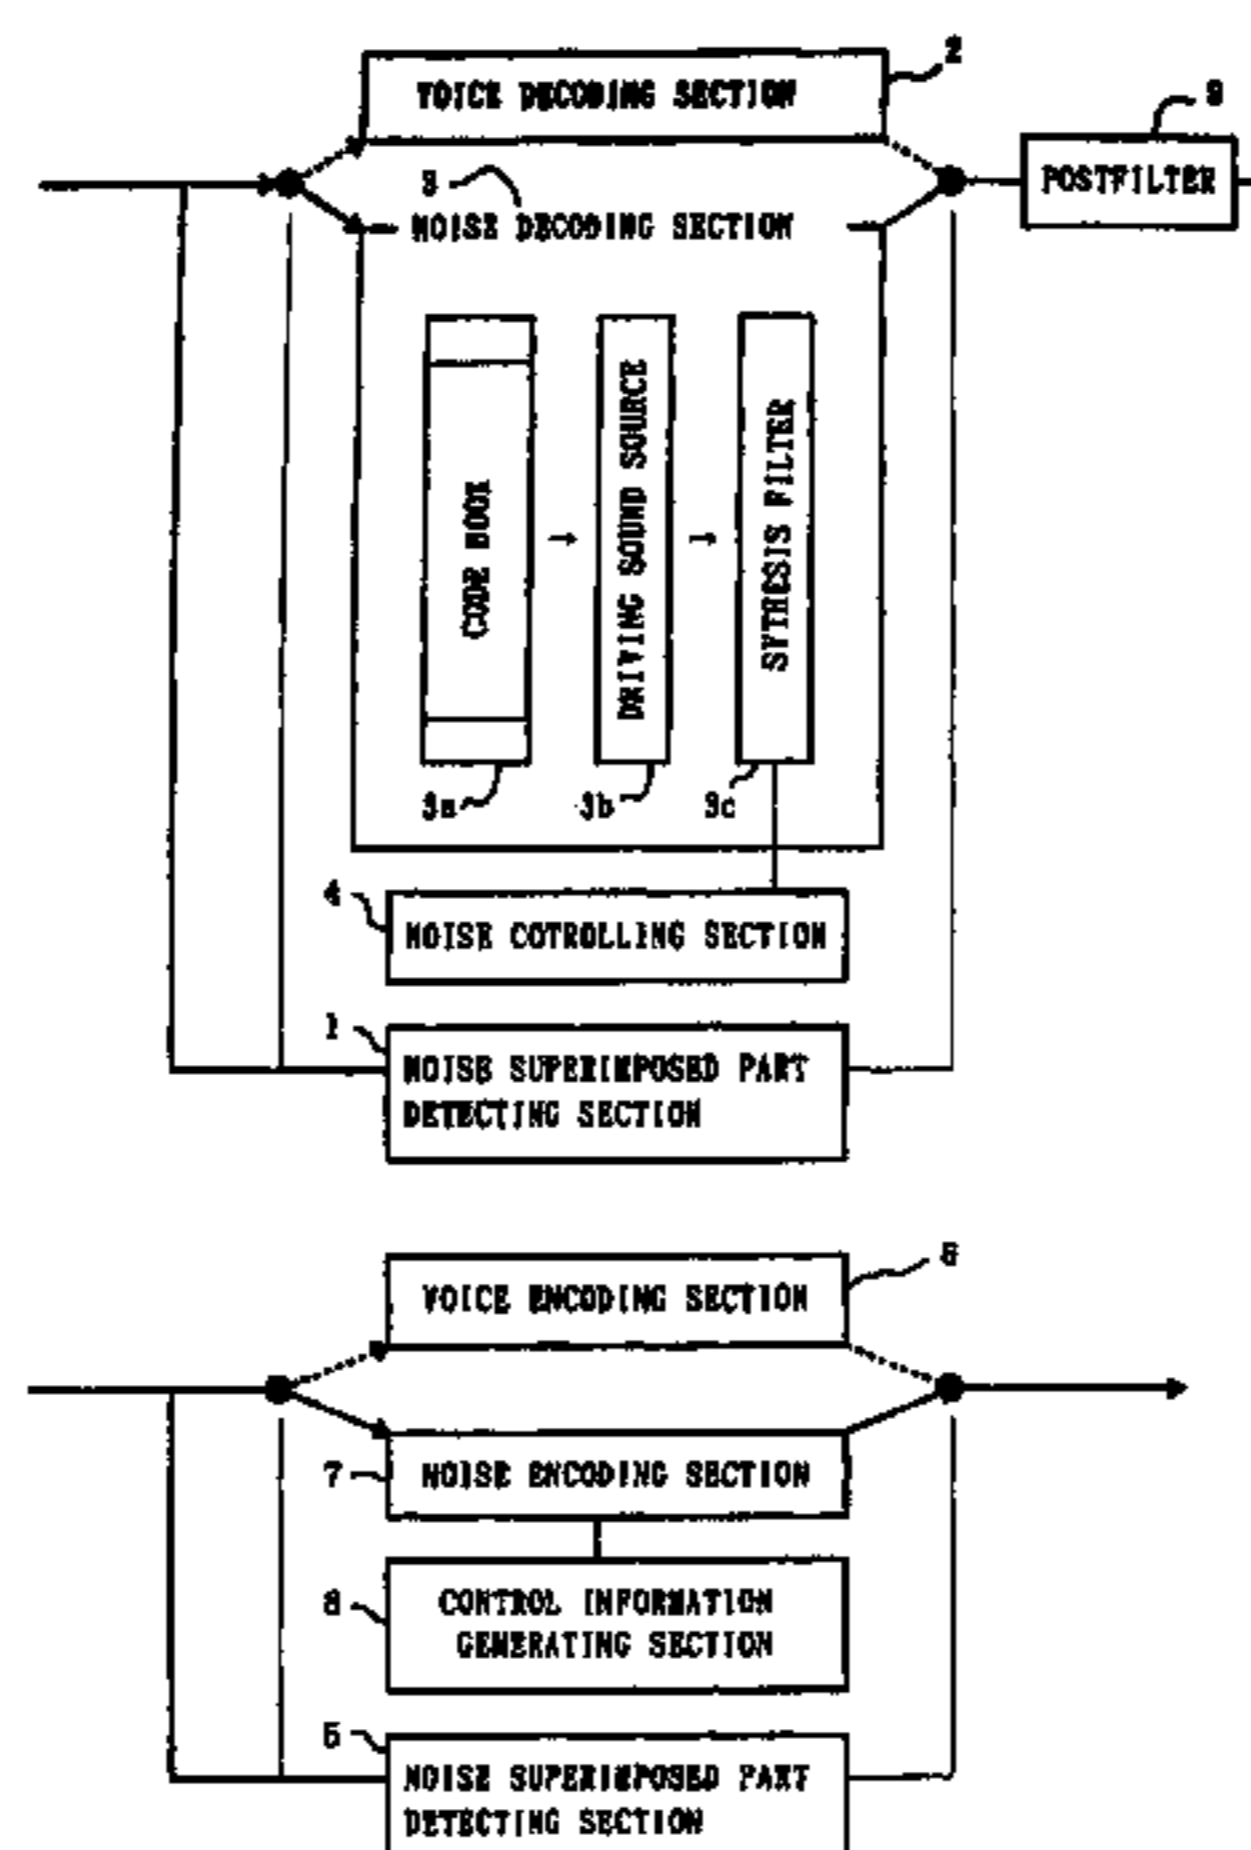 2
VOICE DECODING SECTION
9
POSTFILTER
3
NOISE DECODING SECTION
CODE BOOK
DRIVING SOUND SOURCE
SYTHESIS FILTER
3a
3b
3c
4
NOISE COTROLLING SECTION
1
NOISE SUPERIMPOSED PART
DETECTING SECTION
6
VOICE ENCODING SECTION
7
NOISE ENCODING SECTION
8
CONTROL INFORMATION
GENERATING SECTION
5
NOISE SUPERIMPOSED PART
DETECTING SECTION